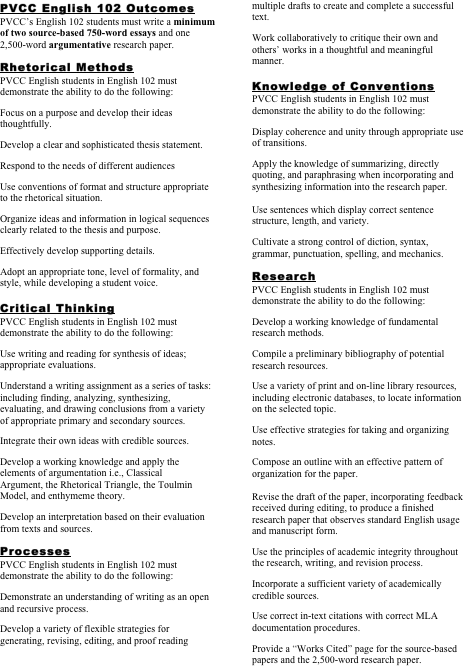 PVCC English 102 Outcomes
PVCC's English 102 students must write a minimum
of two source-based 750-word essays and one
2,500-word argumentative research paper.
Rhetorical Methods
PVCC English students in English 102 must
demonstrate the ability to do the following:
Focus on a purpose and develop their ideas
thoughtfully.
Develop a clear and sophisticated thesis statement.
Respond to the needs of different audiences
Use conventions of format and structure appropriate
to the rhetorical situation.
Organize ideas and information in logical sequences
clearly related to the thesis and purpose.
Effectively develop supporting details.
Adopt an appropriate tone, level of formality, and
style, while developing a student voice.
Critical Thinking
PVCC English students in English 102 must
demonstrate the ability to do the following:
Use writing and reading for synthesis of ideas;
appropriate evaluations.
Understand a writing assignment as a series of tasks:
including finding, analyzing, synthesizing,
evaluating, and drawing conclusions from a variety
of appropriate primary and secondary sources.
Integrate their own ideas with credible sources.
Develop a working knowledge and apply the
elements of argumentation i.e., Classical
Argument, the Rhetorical Triangle, the Toulmin
Model, and enthymeme theory.
Develop an interpretation based on their evaluation
from texts and sources.
Processes
PVCC English students in English 102 must
demonstrate the ability to do the following:
Demonstrate an understanding of writing as an open
and recursive process.
Develop a variety of flexible strategies for
generating, revising, editing, and proof reading
multiple drafts to create and complete a successful
text.
Work collaboratively to critique their own and
others' works in a thoughtful and meaningful
manner.
Knowledge of Conventions
PVCC English students in English 102 must
demonstrate the ability to do the following:
Display coherence and unity through appropriate use
of transitions.
Apply the knowledge of summarizing, directly
quoting, and paraphrasing when incorporating and
synthesizing information into the research paper.
Use sentences which display correct sentence
structure, length, and variety.
Cultivate a strong control of diction, syntax,
grammar, punctuation, spelling, and mechanics.
Research
PVCC English students in English 102 must
demonstrate the ability to do the following:
Develop a working knowledge of fundamental
research methods.
Compile a preliminary bibliography of potential
research resources.
Use a variety of print and on-line library resources,
including electronic databases, to locate information
on the selected topic.
Use effective strategies for taking and organizing
notes.
Compose an outline with an effective pattern of
organization for the paper.
Revise the draft of the paper, incorporating feedback
received during editing, to produce a finished
research paper that observes standard English usage
and manuscript form.
Use the principles of academic integrity throughout
the research, writing, and revision process.
Incorporate a sufficient variety of academically
credible sources.
Use correct in-text citations with correct MLA
documentation procedures.
Provide a "Works Cited" page for the source-based
papers and the 2,500-word research paper.